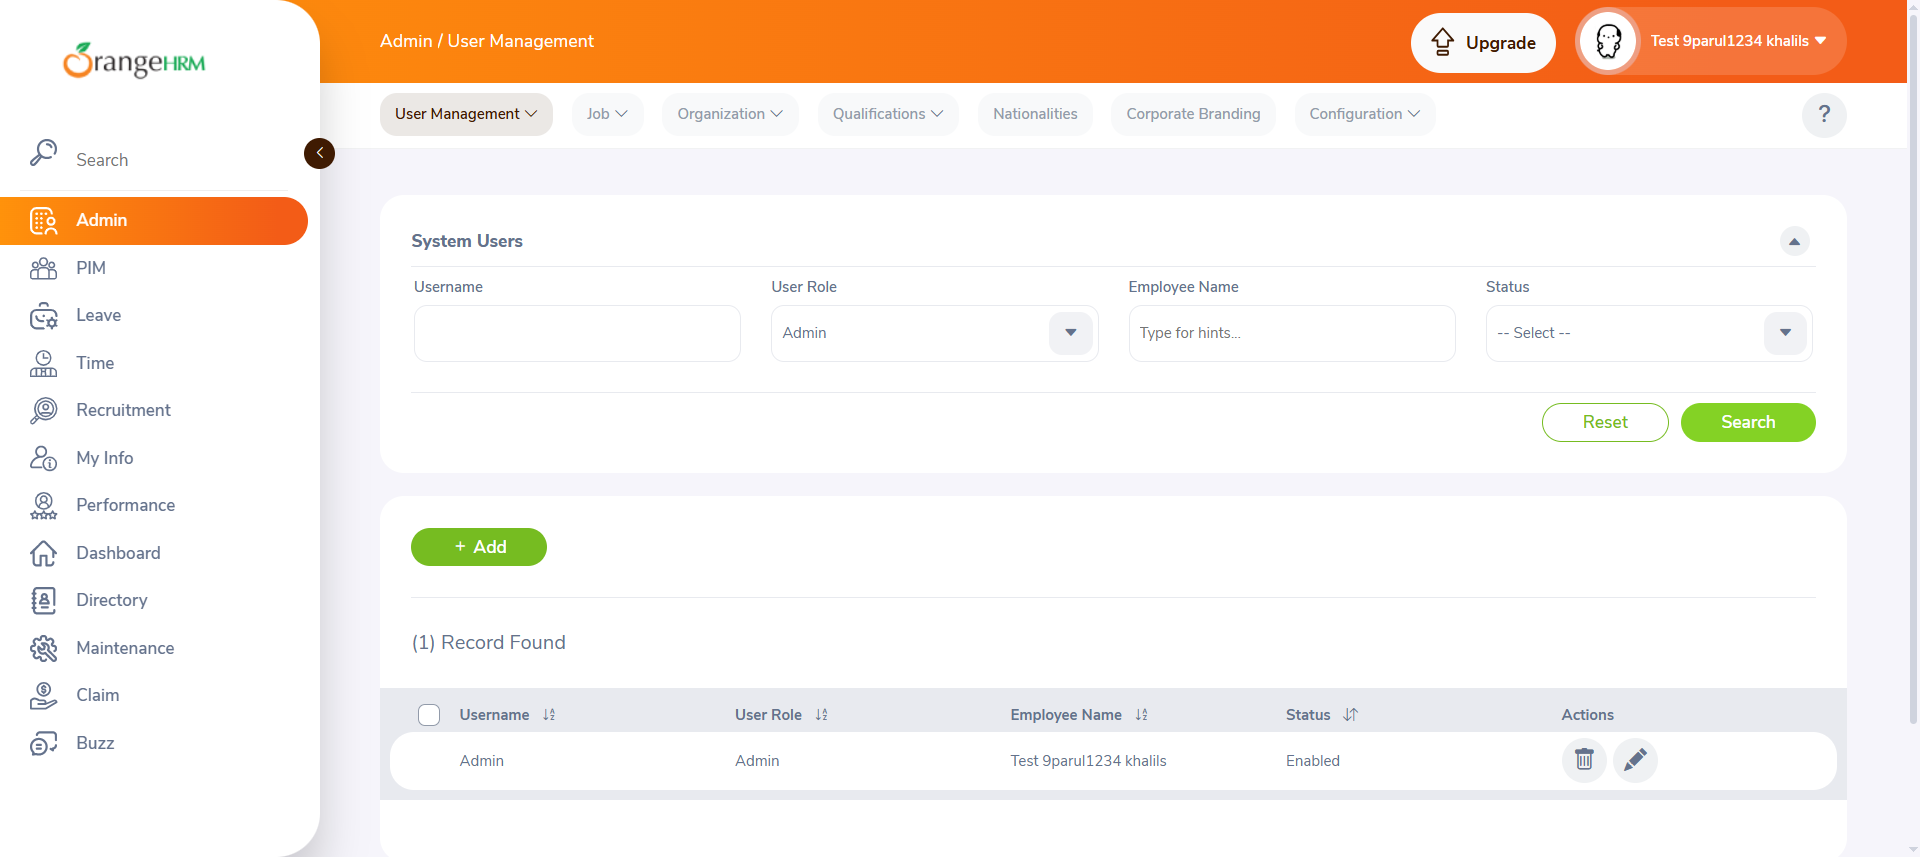 OrangeHRM
Admin / User Management
Upgrade
Test 9parul1234 khalils
User Management
Job
Organization
Qualifications
Nationalities
Corporate Branding
Configuration
?
Search
Admin
PIM
Leave
Time
Recruitment
My Info
Performance
Dashboard
Directory
Maintenance
Claim
Buzz
System Users
Username
User Role
Employee Name
Status
Admin
Type for hints...
-- Select --
Reset
Search
+ Add
(1) Record Found
Username
User Role
Employee Name
Status
Actions
Admin
Admin
Test 9parul1234 khalils
Enabled